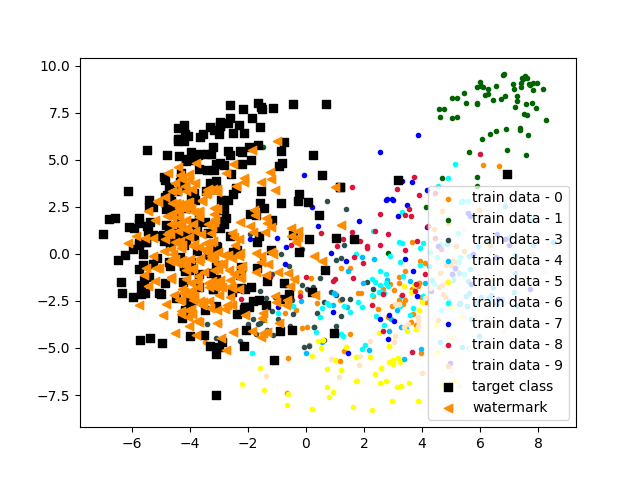 10.0
7.5
5.0
2.5
0.0
−2.5
−5.0
−7.5
−6
−4
−2
0
2
4
6
8
train data - 0
train data - 1
train data - 3
train data - 4
train data - 5
train data - 6
train data - 7
train data - 8
train data - 9
target class
watermark